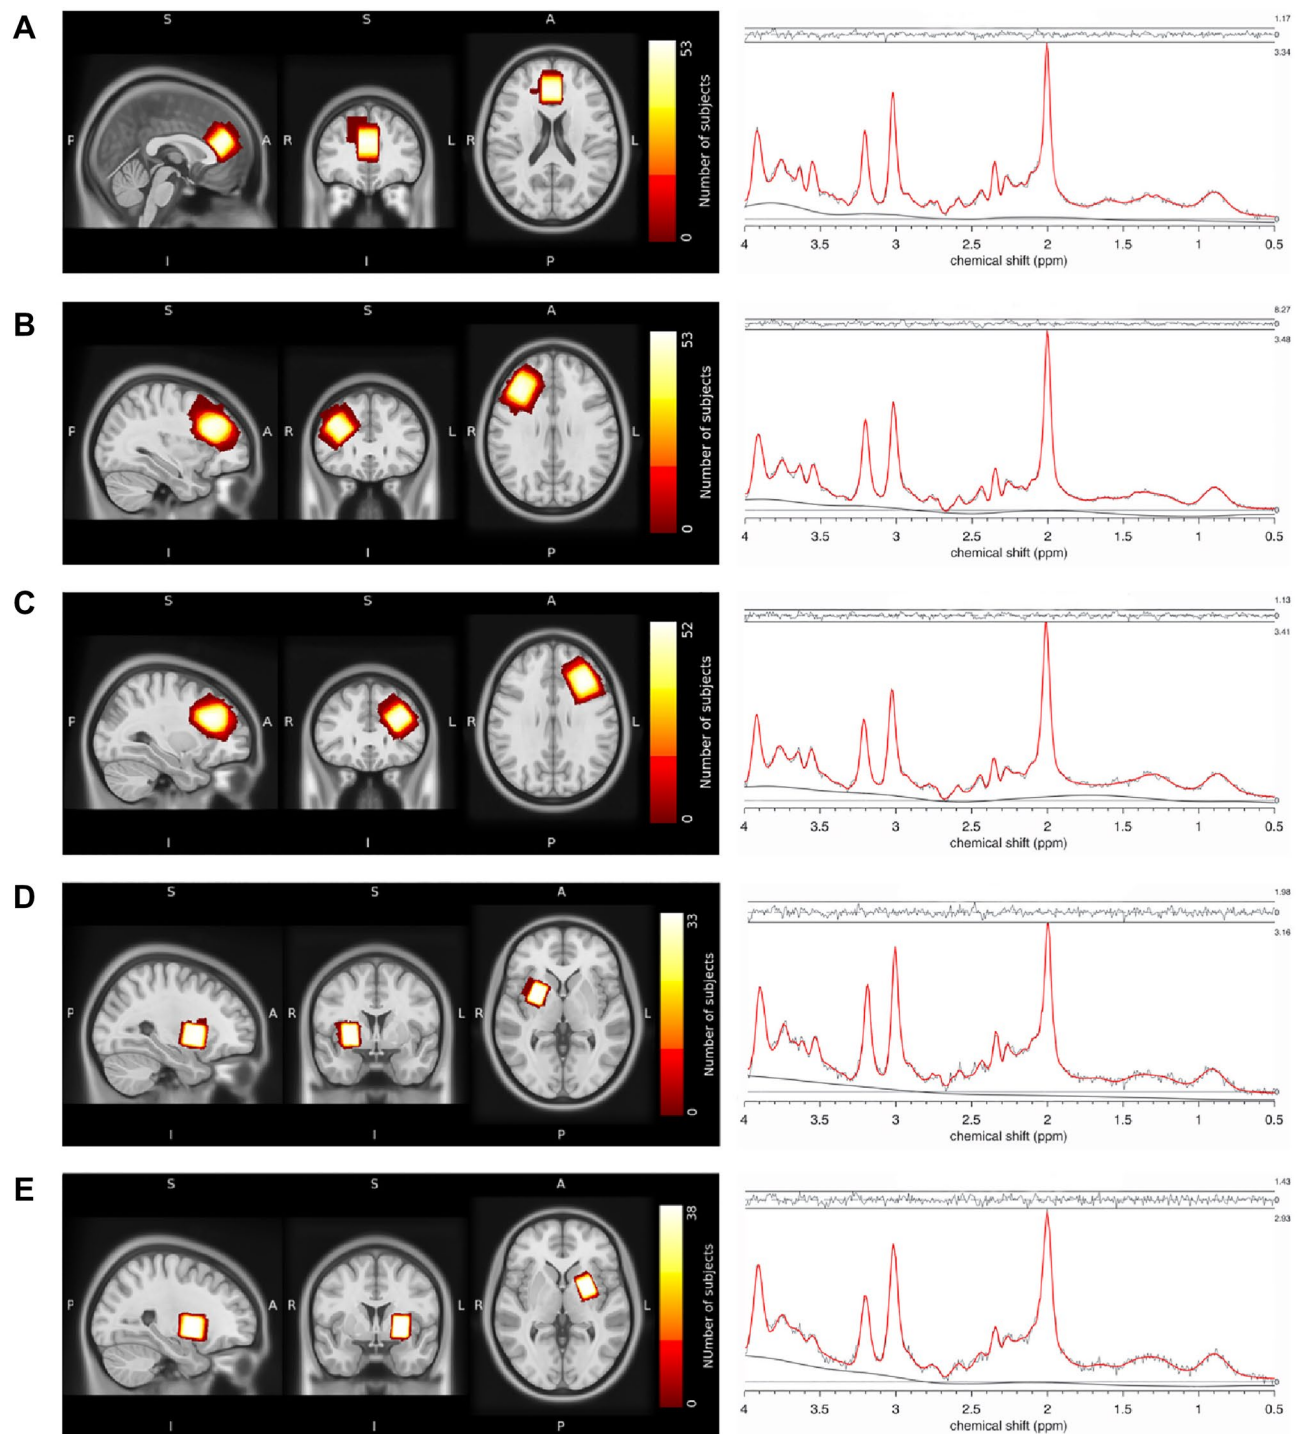 A
S S A
P A R L R L
I I P
53
Number of subjects
0
1.17
0
3.34
0
4 3.5 3 2.5 2 1.5 1 0.5
chemical shift (ppm)
B
S S A
P A R L R L
I I P
53
Number of subjects
0
8.27
0
3.48
0
4 3.5 3 2.5 2 1.5 1 0.5
chemical shift (ppm)
C
S S A
P A R L R L
I I P
52
Number of subjects
0
1.13
0
3.41
0
4 3.5 3 2.5 2 1.5 1 0.5
chemical shift (ppm)
D
S S A
P A R L R L
I I P
33
Number of subjects
0
1.98
0
3.16
0
4 3.5 3 2.5 2 1.5 1 0.5
chemical shift (ppm)
E
S S A
P A R L R L
I I P
38
NUmber of subjects
0
1.43
0
2.93
0
4 3.5 3 2.5 2 1.5 1 0.5
chemical shift (ppm)